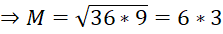 ⇒ M = √36 * 9 = 6 * 3